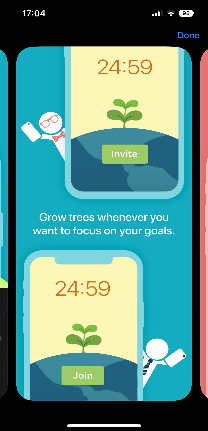 17:04
93
Done
24:59
Invite
Grow trees whenever you
want to focus on your goals.
24:59
Join